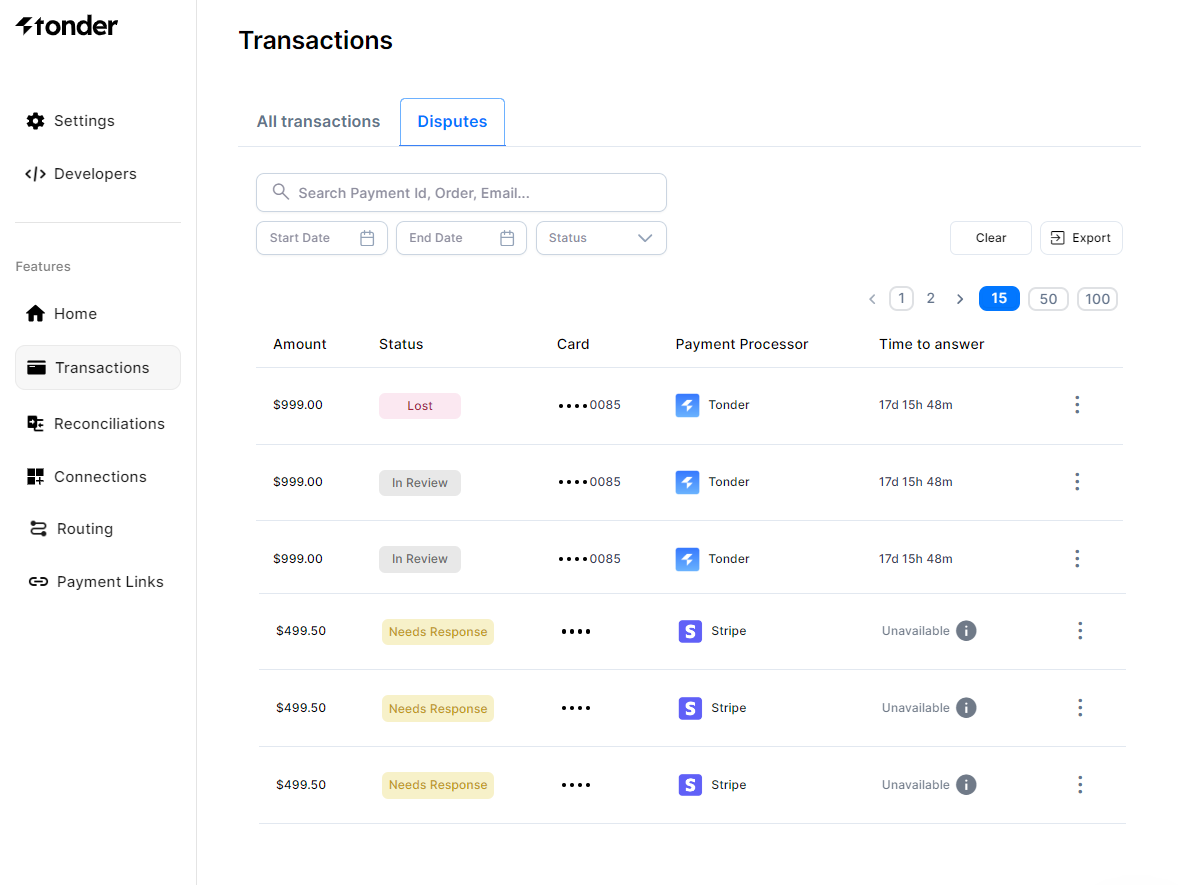 tonder
Transactions
Settings
Developers
Features
Home
Transactions
Reconciliations
Connections
Routing
Payment Links
All transactions
Disputes
Search Payment Id, Order, Email...
Start Date
End Date
Status
Clear
Export
< 1 2 > 15 50 100
Amount Status Card Payment Processor Time to answer
$999.00 Lost ••••0085 Tonder 17d 15h 48m
$999.00 In Review ••••0085 Tonder 17d 15h 48m
$999.00 In Review ••••0085 Tonder 17d 15h 48m
$499.50 Needs Response •••• S Stripe Unavailable i
$499.50 Needs Response •••• S Stripe Unavailable i
$499.50 Needs Response •••• S Stripe Unavailable i